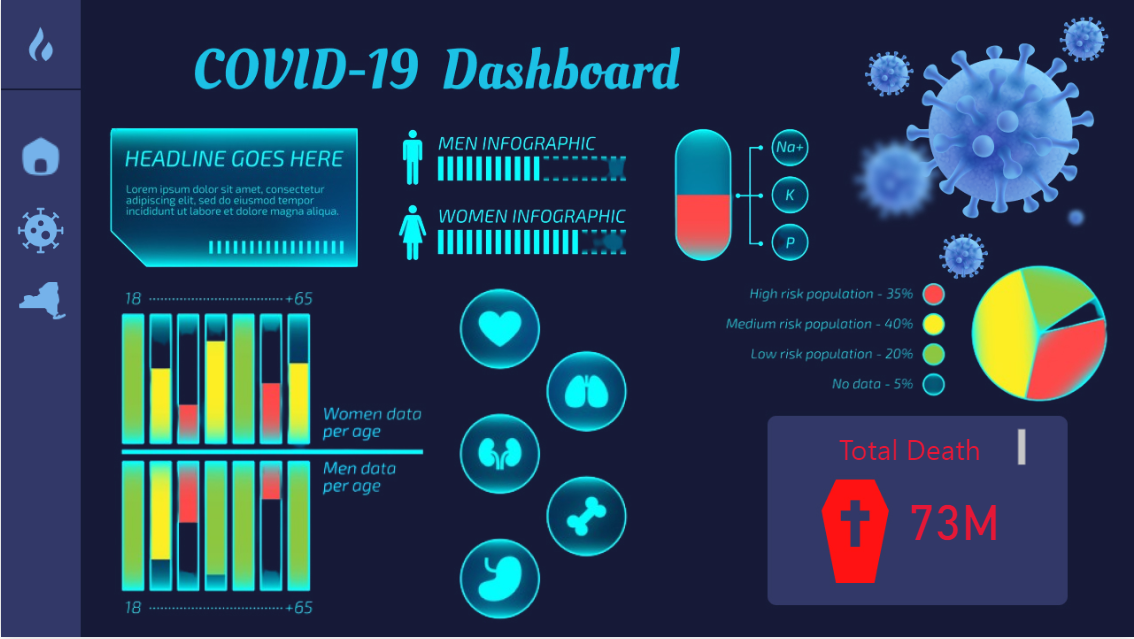 COVID-19 Dashboard
HEADLINE GOES HERE
Lorem ipsum dolor sit amet, consectetur
adipiscing elit, sed do eiusmod tempor
incididunt ut labore et dolore magna aliqua.
MEN INFOGRAPHIC
WOMEN INFOGRAPHIC
Na+
K
P
18
+65
Women data
per age
Men data
per age
18
+65
High risk population - 35%
Medium risk population - 40%
Low risk population - 20%
No data - 5%
Total Death
73M